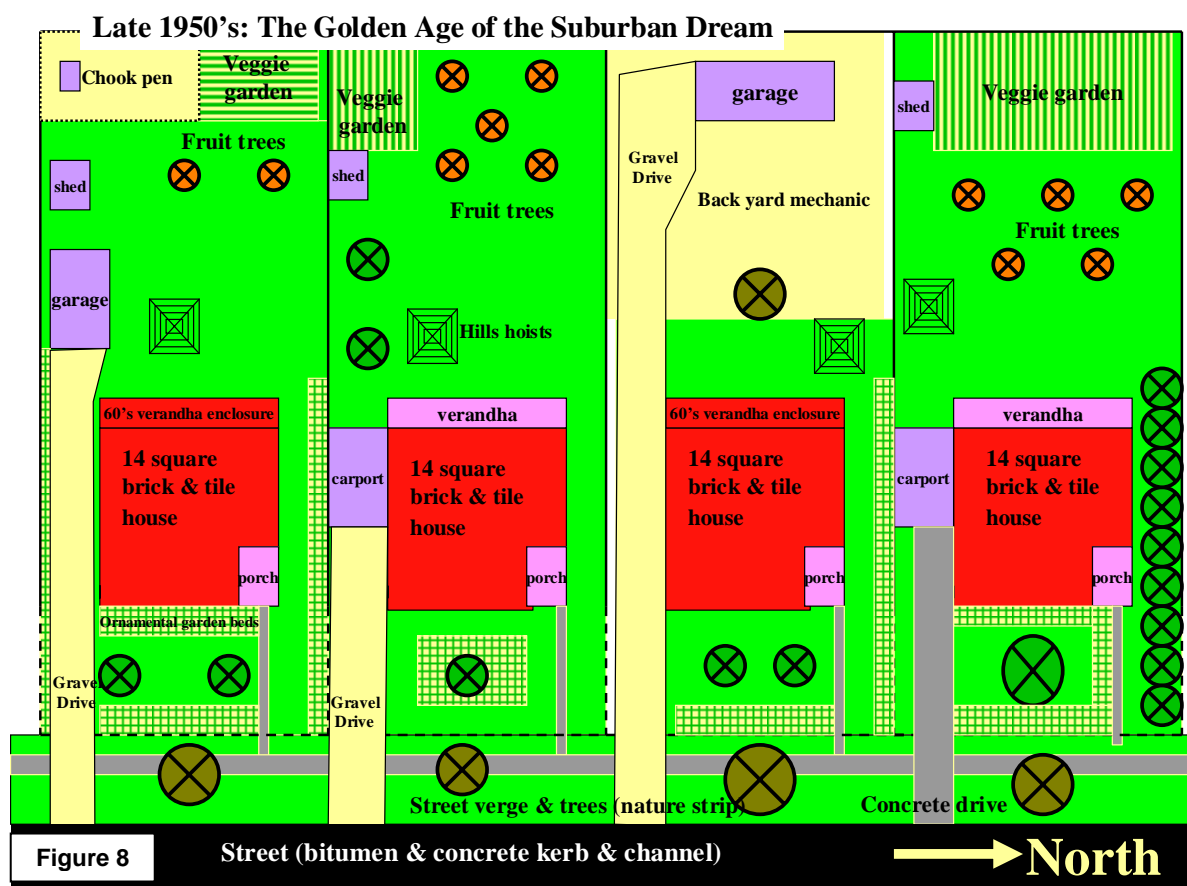 Late 1950's: The Golden Age of the Suburban Dream
Chook pen
Veggie
garden
Fruit trees
shed
garage
60's verandha enclosure
14 square
brick & tile
house
porch
Ornamental garden beds
Gravel
Drive
Veggie
garden
shed
Fruit trees
Hills hoists
verandha
carport
14 square
brick & tile
house
porch
Gravel
Drive
garage
Gravel
Drive
Back yard mechanic
60's verandha enclosure
14 square
brick & tile
house
porch
shed
Veggie garden
Fruit trees
verandha
carport
14 square
brick & tile
house
porch
Street verge & trees (nature strip)
Concrete drive
Figure 8
Street (bitumen & concrete kerb & channel)
North